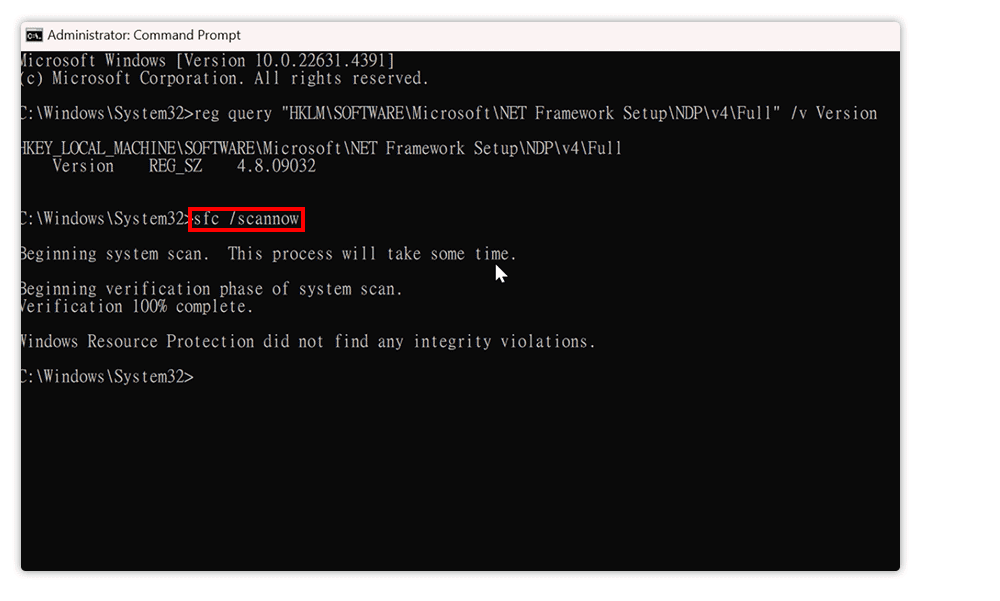 Administrator: Command Prompt
Microsoft Windows [Version 10.0.22631.4391]
(c) Microsoft Corporation. All rights reserved.
C:\Windows\System32>reg query "HKLM\SOFTWARE\Microsoft\NET Framework Setup\NDP\v4\Full" /v Version
HKEY_LOCAL_MACHINE\SOFTWARE\Microsoft\NET Framework Setup\NDP\v4\Full
Version REG_SZ 4.8.09032
C:\Windows\System32>sfc /scannow
Beginning system scan. This process will take some time.
Beginning verification phase of system scan.
Verification 100% complete.
Windows Resource Protection did not find any integrity violations.
C:\Windows\System32>